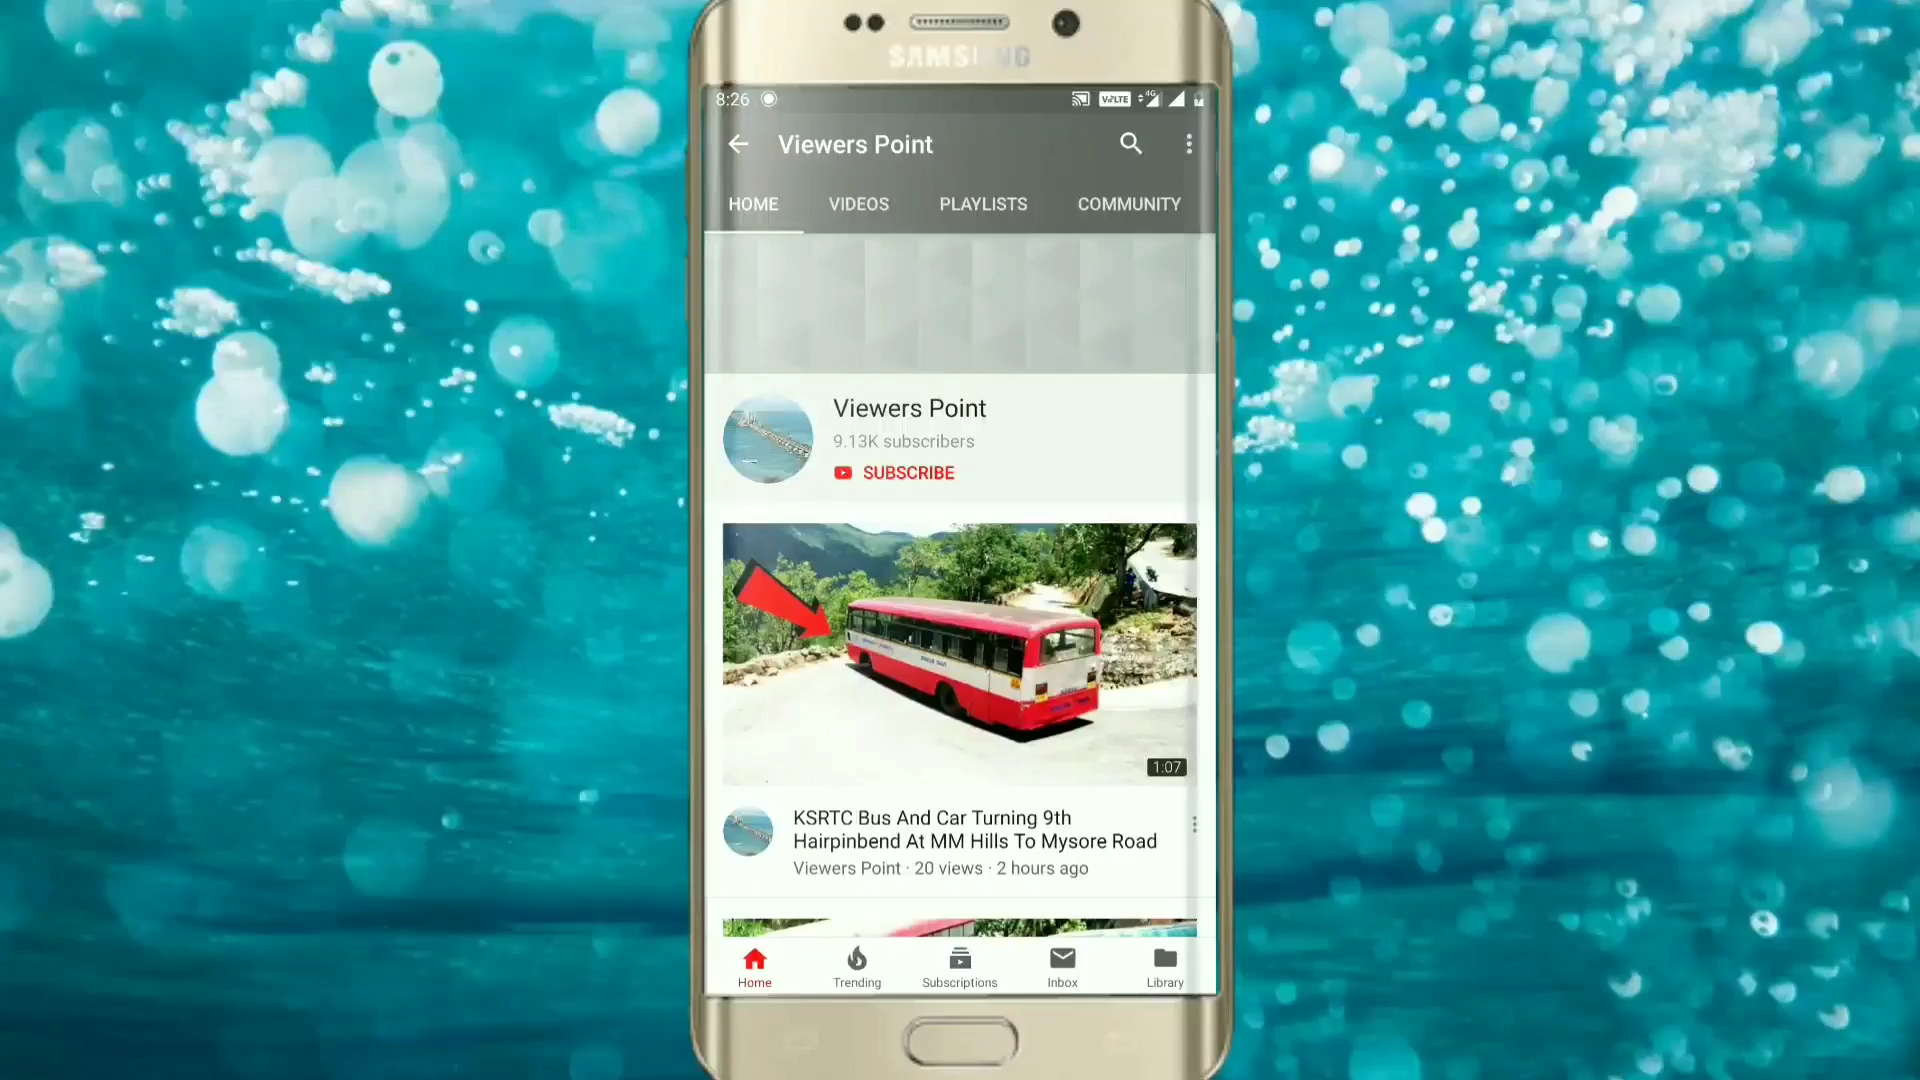 SAMSUNG
8:26
VoLTE 4G
Viewers Point
HOME VIDEOS PLAYLISTS COMMUNITY
Viewers Point
9.13K subscribers
SUBSCRIBE
1:07
KSRTC Bus And Car Turning 9th
Hairpinbend At MM Hills To Mysore Road
Viewers Point · 20 views · 2 hours ago
Home Trending Subscriptions Inbox Library